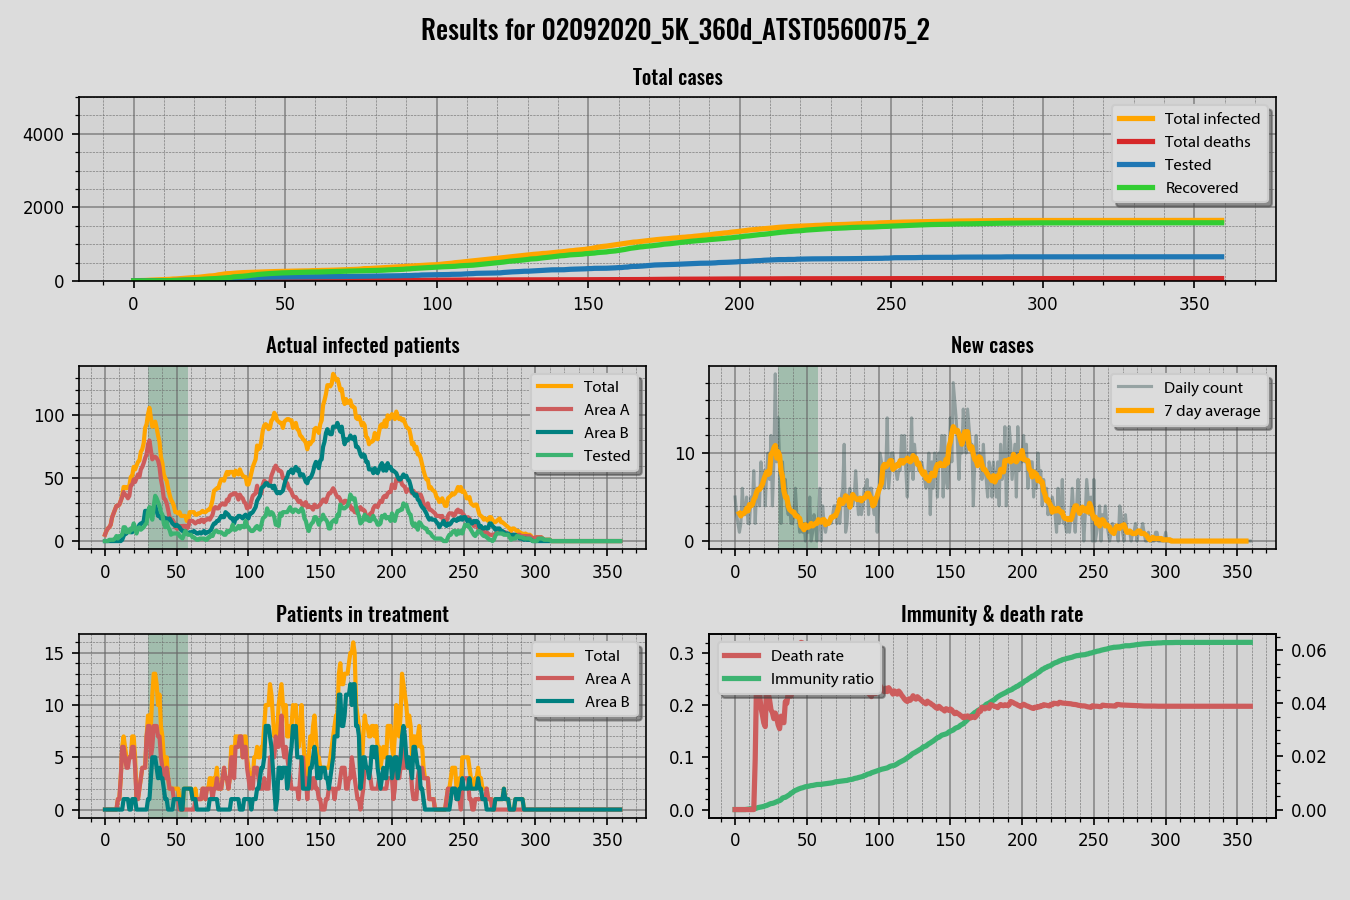 Results for 02092020_5K_360d_ATST0560075_2
Total cases
4000
2000
0
Total infected
Total deaths
Tested
Recovered
0 50 100 150 200 250 300 350
Actual infected patients
100
50
0
Total
Area A
Area B
Tested
0 50 100 150 200 250 300 350
New cases
10
0
Daily count
7 day average
0 50 100 150 200 250 300 350
Patients in treatment
15
10
5
0
Total
Area A
Area B
0 50 100 150 200 250 300 350
Immunity & death rate
0.3
0.2
0.1
0.0
Death rate
Immunity ratio
0.06
0.04
0.02
0.00
0 50 100 150 200 250 300 350